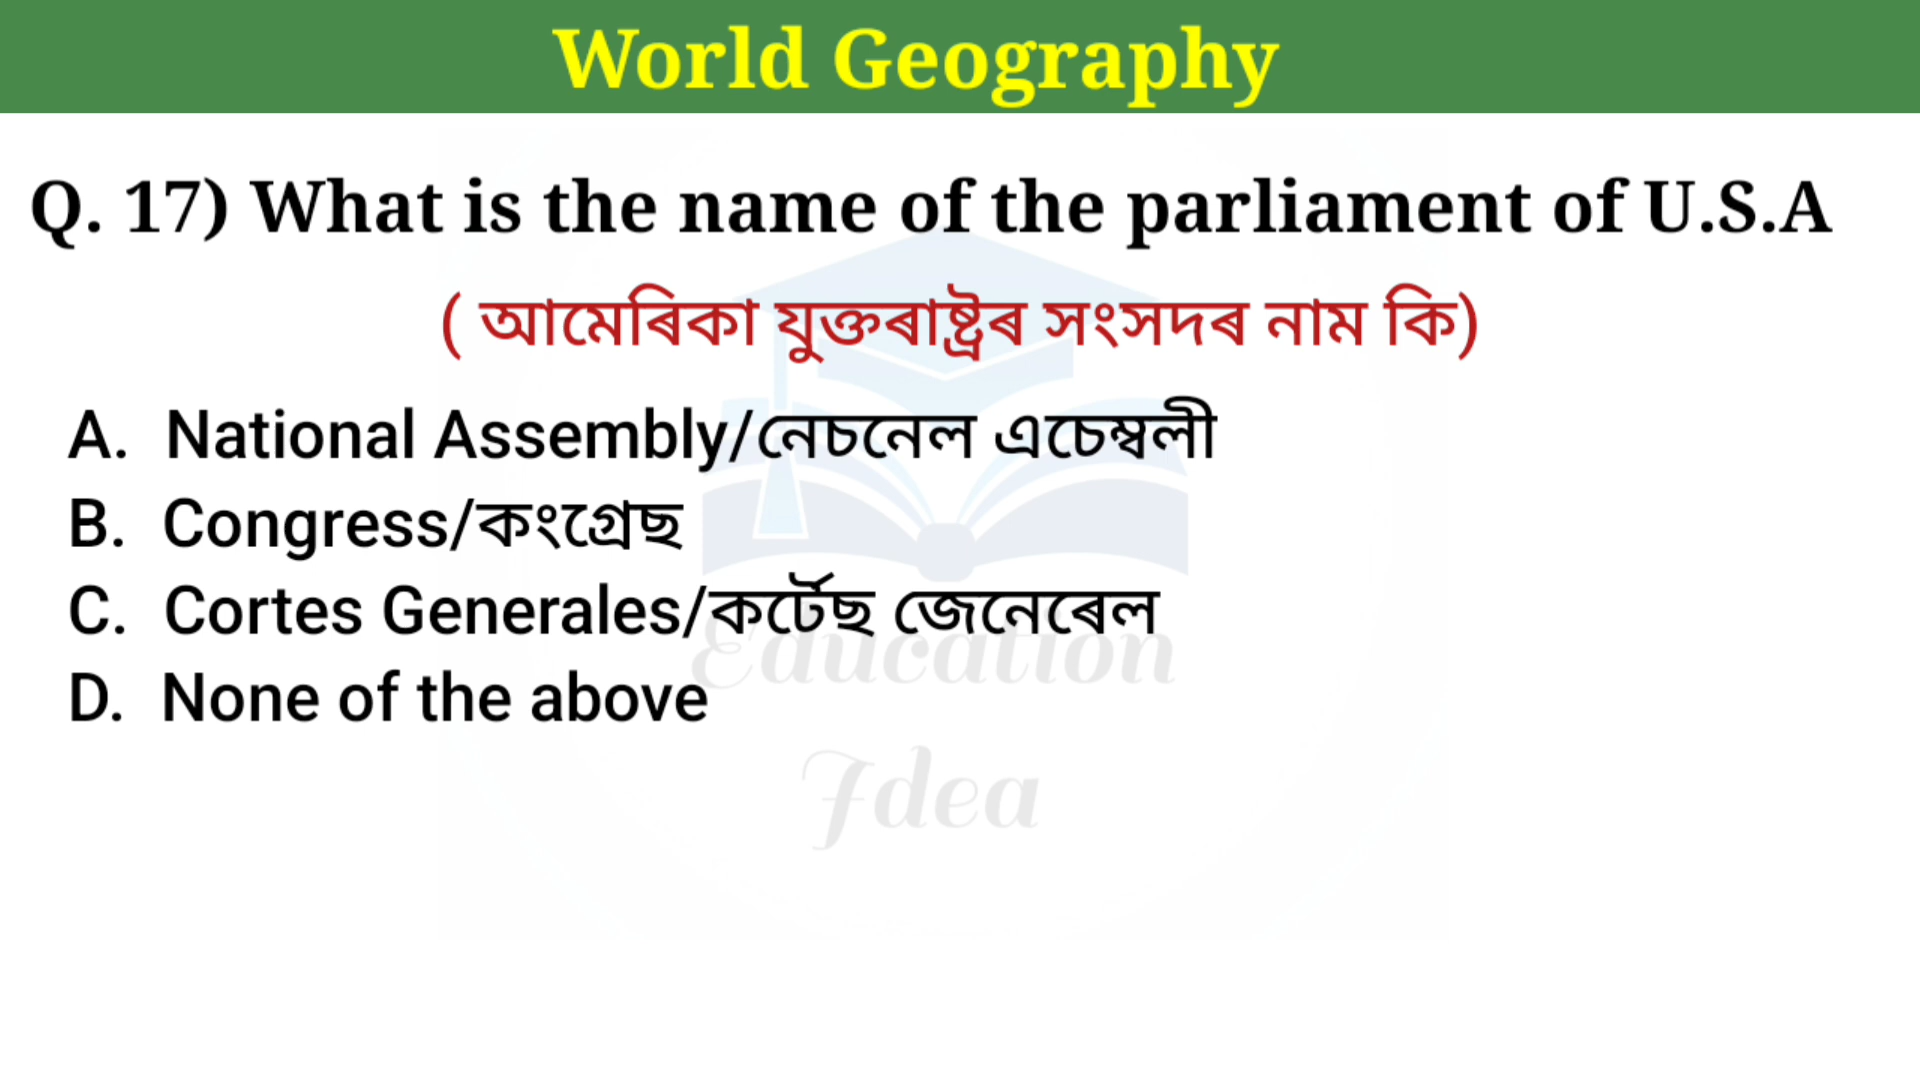 World Geography
Q. 17) What is the name of the parliament of U.S.A
( আমেৰিকা যুক্তৰাষ্ট্ৰৰ সংসদৰ নাম কি)
A. National Assembly/নেচনেল এচেম্বলী
B. Congress/কংগ্ৰেছ
C. Cortes Generales/কৰ্টেছ জেনেৰেল
D. None of the above
Education
Idea